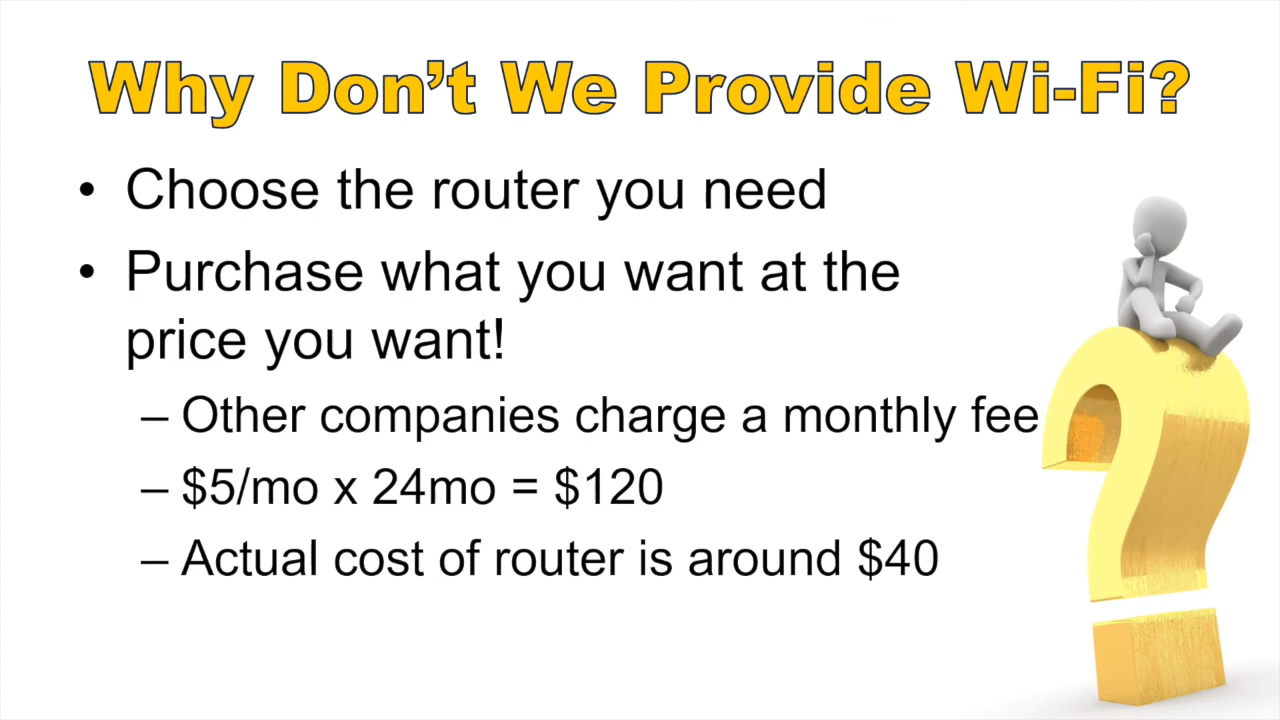 Why Don’t We Provide Wi-Fi?
• Choose the router you need
• Purchase what you want at the
price you want!
– Other companies charge a monthly fee
– $5/mo x 24mo = $120
– Actual cost of router is around $40